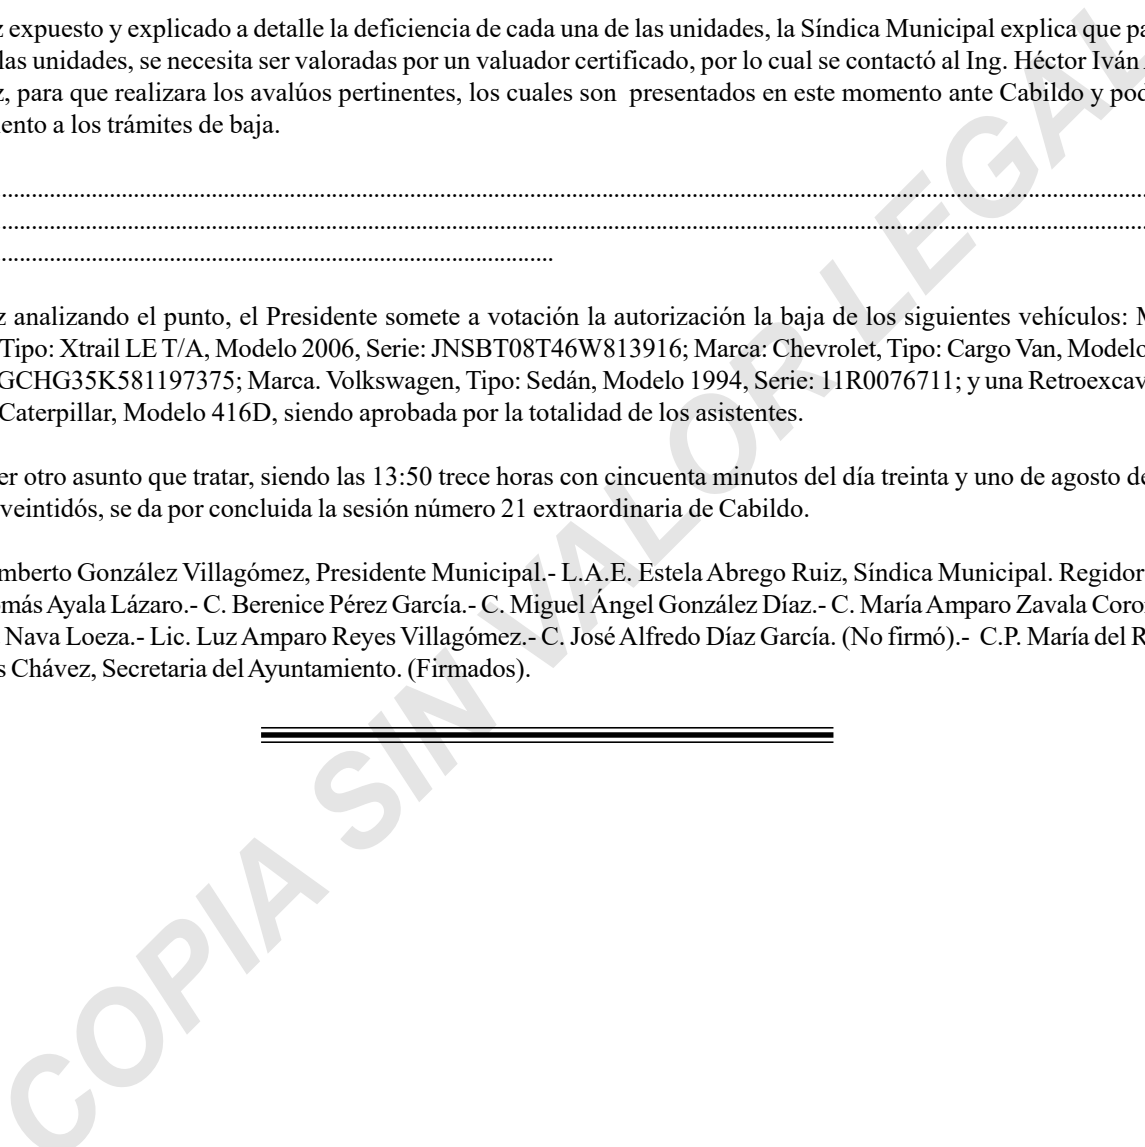 z expuesto y explicado a detalle la deficiencia de cada una de las unidades, la Síndica Municipal explica que pa
las unidades, se necesita ser valoradas por un valuador certificado, por lo cual se contactó al Ing. Héctor Iván
z, para que realizara los avalúos pertinentes, los cuales son presentados en este momento ante Cabildo y pod
ento a los trámites de baja.
z analizando el punto, el Presidente somete a votación la autorización la baja de los siguientes vehículos: M
Tipo: Xtrail LE T/A, Modelo 2006, Serie: JNSBT08T46W813916; Marca: Chevrolet, Tipo: Cargo Van, Modelo
GCHG35K581197375; Marca. Volkswagen, Tipo: Sedán, Modelo 1994, Serie: 11R0076711; y una Retroexcav
Caterpillar, Modelo 416D, siendo aprobada por la totalidad de los asistentes.
er otro asunto que tratar, siendo las 13:50 trece horas con cincuenta minutos del día treinta y uno de agosto de
veintidós, se da por concluida la sesión número 21 extraordinaria de Cabildo.
mberto González Villagómez, Presidente Municipal.- L.A.E. Estela Abrego Ruiz, Síndica Municipal. Regidor
omás Ayala Lázaro.- C. Berenice Pérez García.- C. Miguel Ángel González Díaz.- C. María Amparo Zavala Coro
Nava Loeza.- Lic. Luz Amparo Reyes Villagómez.- C. José Alfredo Díaz García. (No firmó).- C.P. María del R
s Chávez, Secretaria del Ayuntamiento. (Firmados).
COPIA SIN VALOR LEGAL